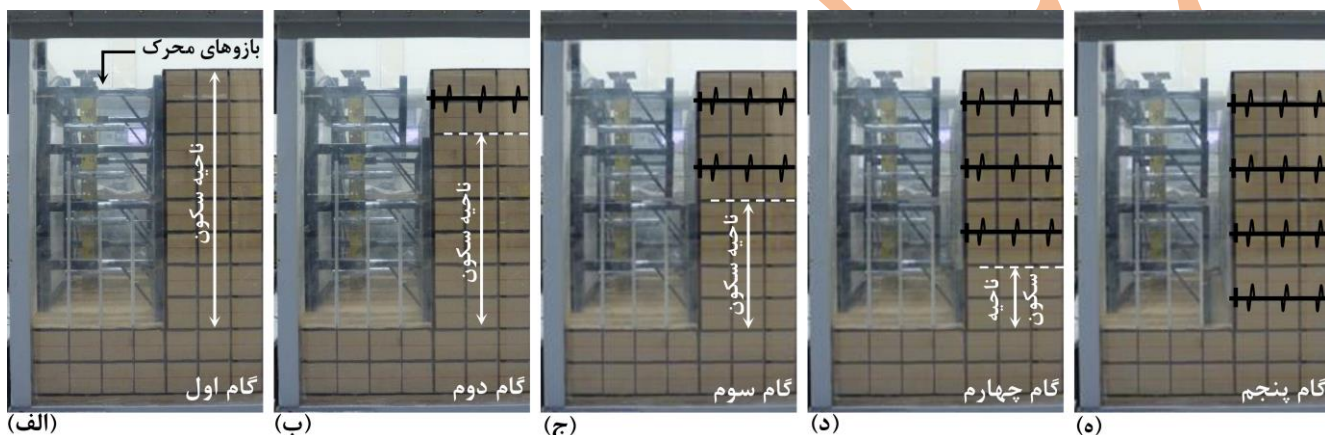 بازوهای محرک
ناحیه سکون
گام اول
(الف)
ناحیه سکون
گام دوم
(ب)
ناحیه سکون
گام سوم
(ج)
ناحیه
سکون
گام چهارم
(د)
گام پنجم
(ه)